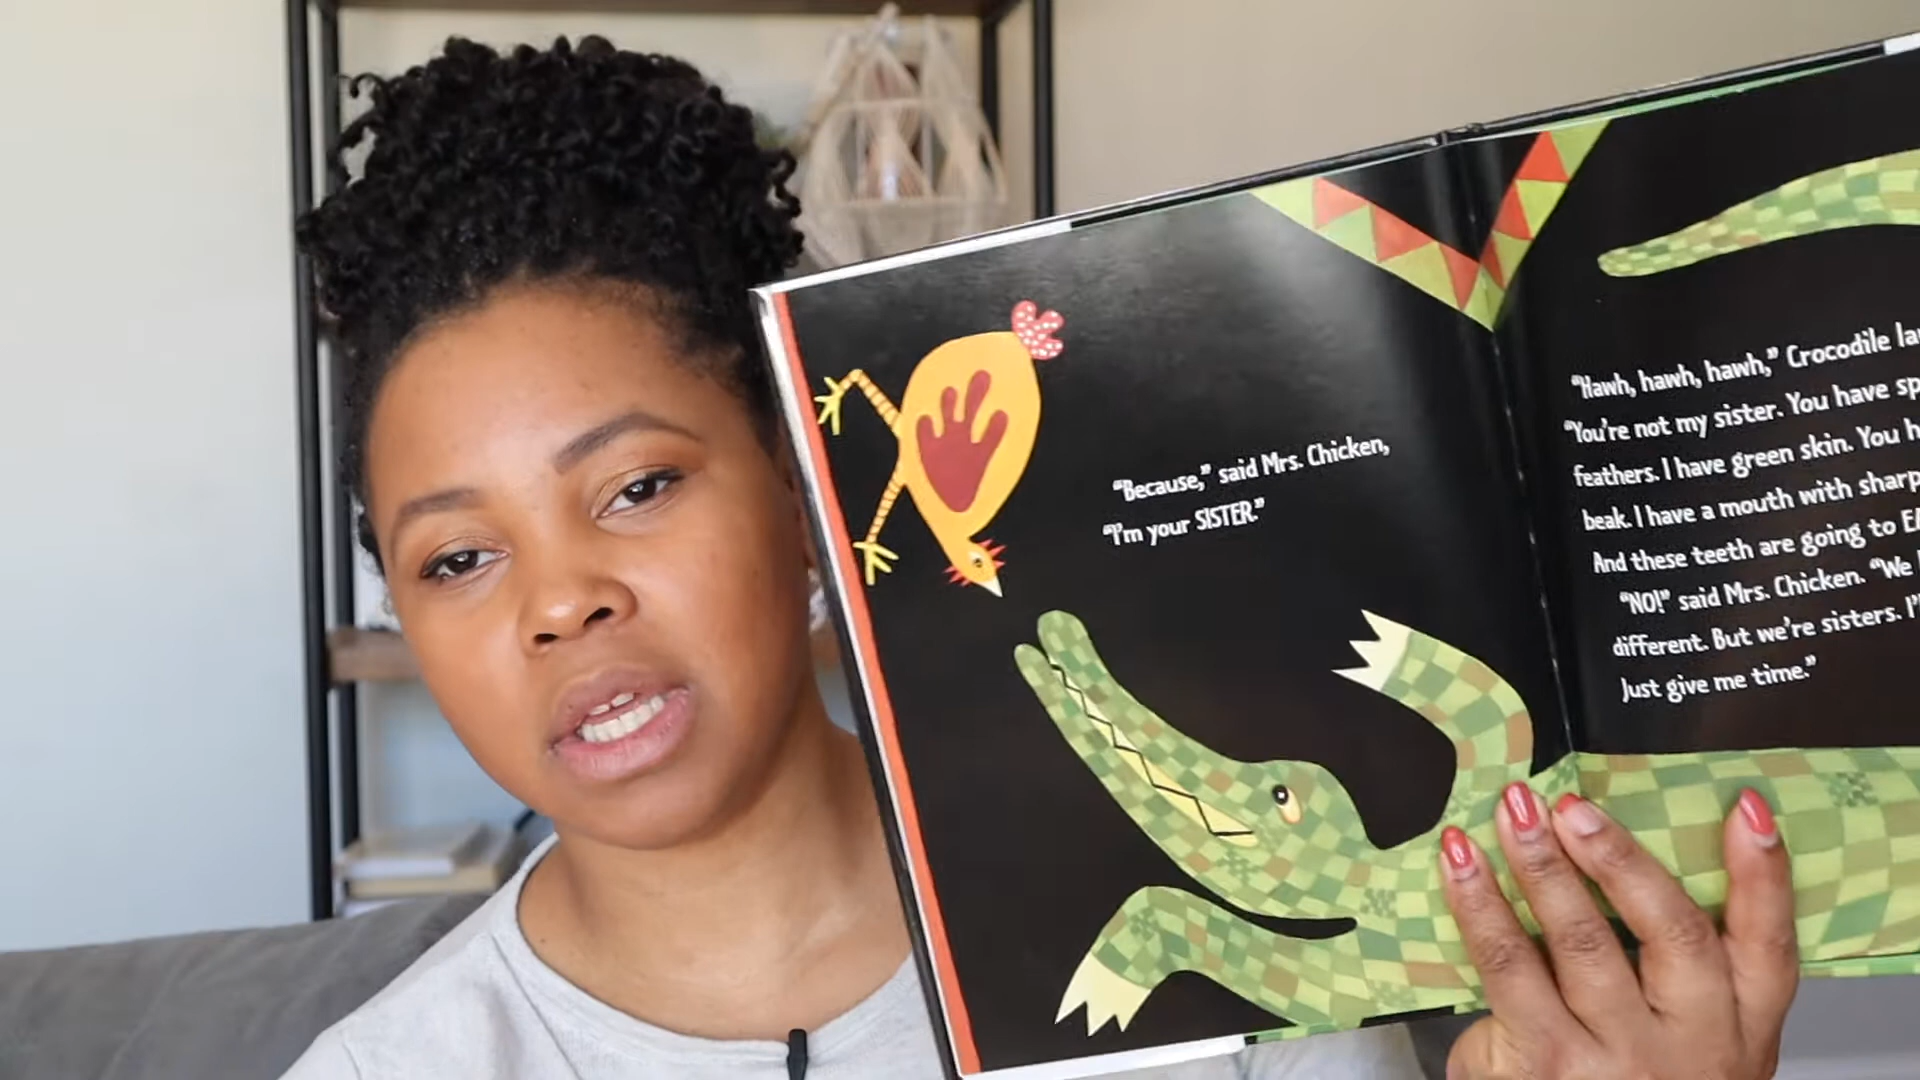 "Because," said Mrs. Chicken,
"I'm your SISTER."
"Hawh, hawh, hawh," Crocodile
"You're not my sister. You have
feathers. I have green skin. You
beak. I have a mouth with sharp
And these teeth are going to
"NO!" said Mrs. Chicken. "We
different. But we're sisters.
Just give me time."